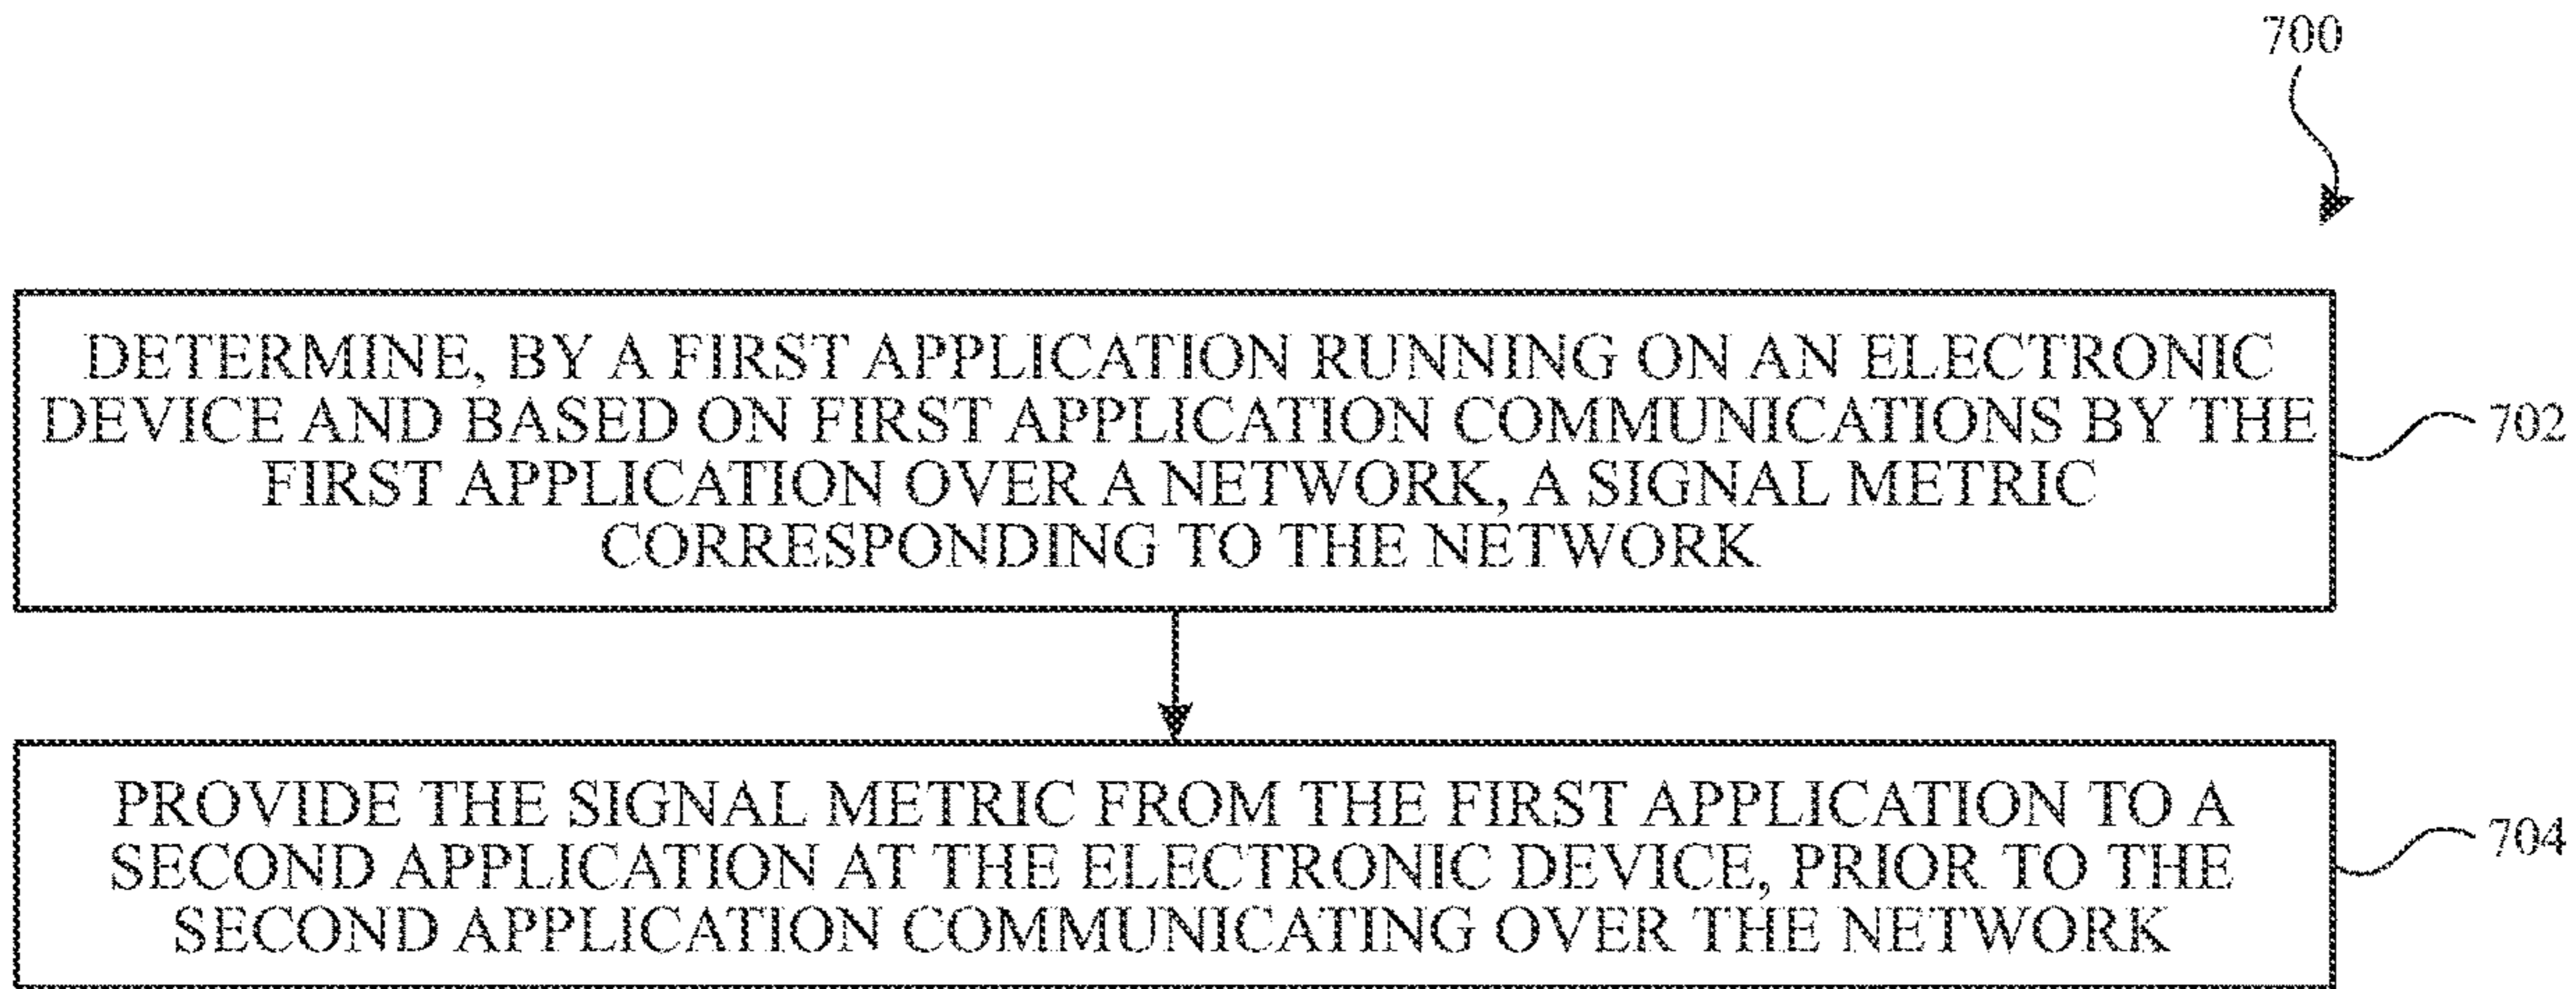 700
DETERMINE, BY A FIRST APPLICATION RUNNING ON AN ELECTRONIC
DEVICE AND BASED ON FIRST APPLICATION COMMUNICATIONS BY THE
FIRST APPLICATION OVER A NETWORK, A SIGNAL METRIC
CORRESPONDING TO THE NETWORK
702
PROVIDE THE SIGNAL METRIC FROM THE FIRST APPLICATION TO A
SECOND APPLICATION AT THE ELECTRONIC DEVICE, PRIOR TO THE
SECOND APPLICATION COMMUNICATING OVER THE NETWORK
704